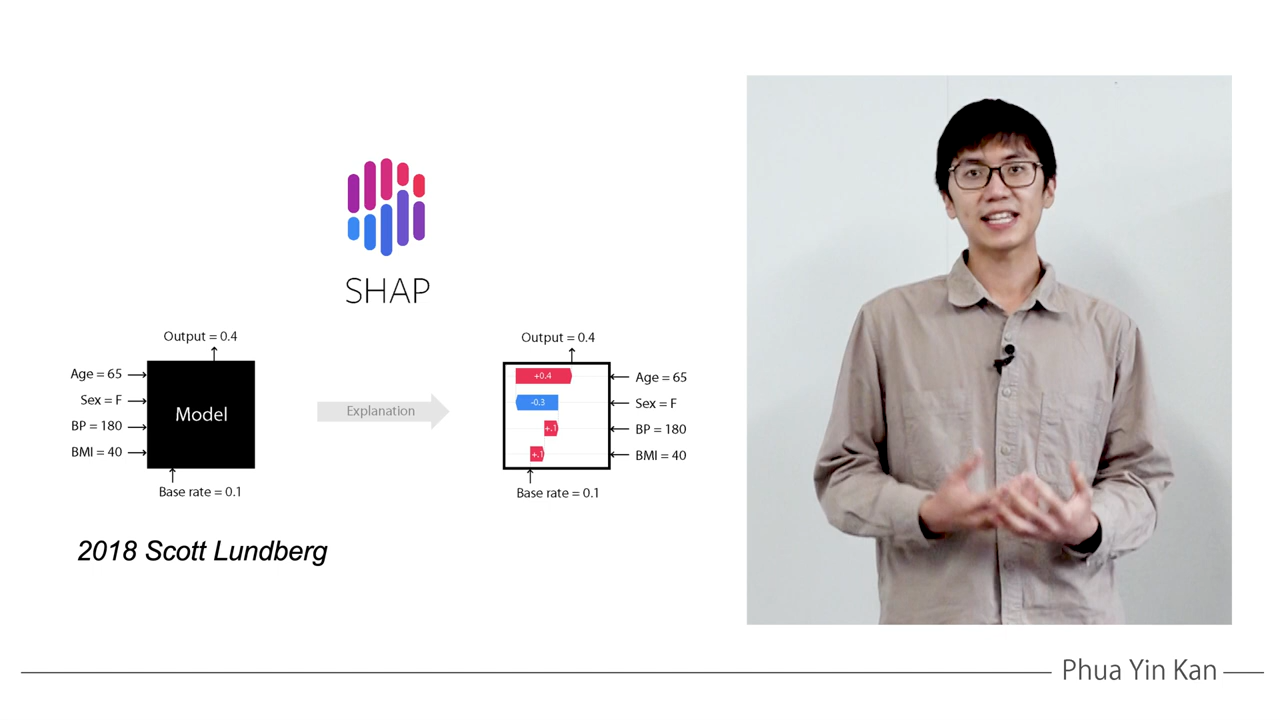 SHAP
Output = 0.4
Age = 65
Sex = F
BP = 180
BMI = 40
Model
Base rate = 0.1
Explanation
Output = 0.4
+0.4
-0.3
+.1
+.1
Age = 65
Sex = F
BP = 180
BMI = 40
Base rate = 0.1
2018 Scott Lundberg
Phua Yin Kan